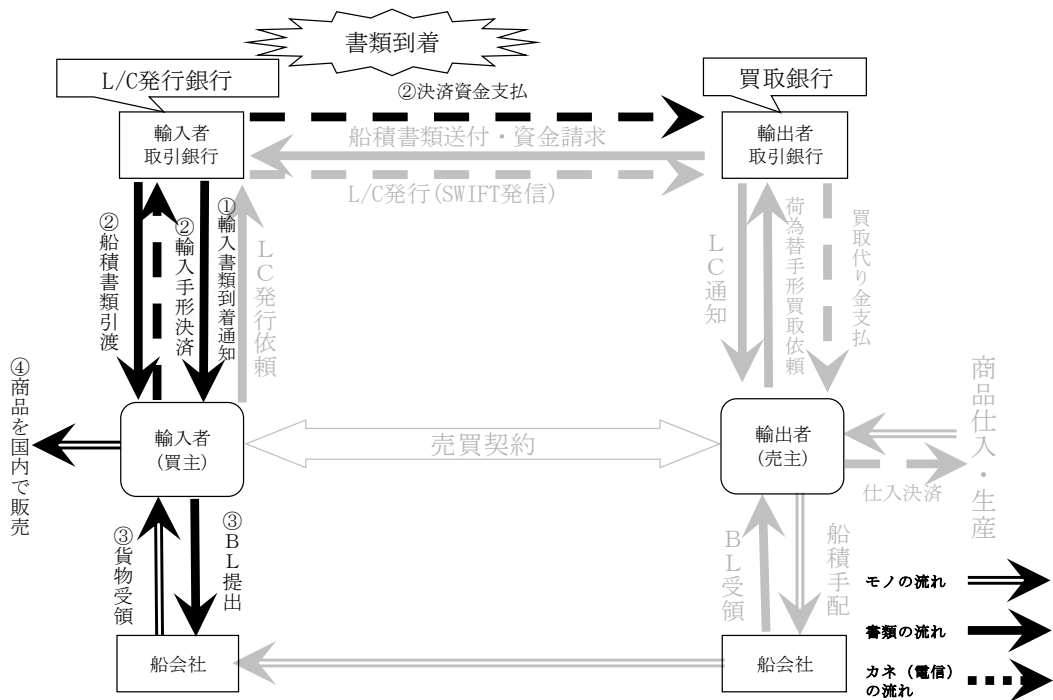 書類到着
L/C発行銀行
買取銀行
②決済資金支払
輸入者
取引銀行
船積書類送付・資金請求
輸出者
取引銀行
L/C発行(SWIFT発信)
②船積書類引渡
②輸入手形決済
①輸入書類到着通知
LC発行依頼
LC通知
荷為替手形買取依頼
買取代り金支払
④商品を国内で販売
輸入者
(買主)
売買契約
輸出者
(売主)
仕入決済
商品仕入・生産
③貨物受領
③BL提出
BL受領
船積手配
船会社
船会社
モノの流れ
書類の流れ
カネ（電信）
の流れ